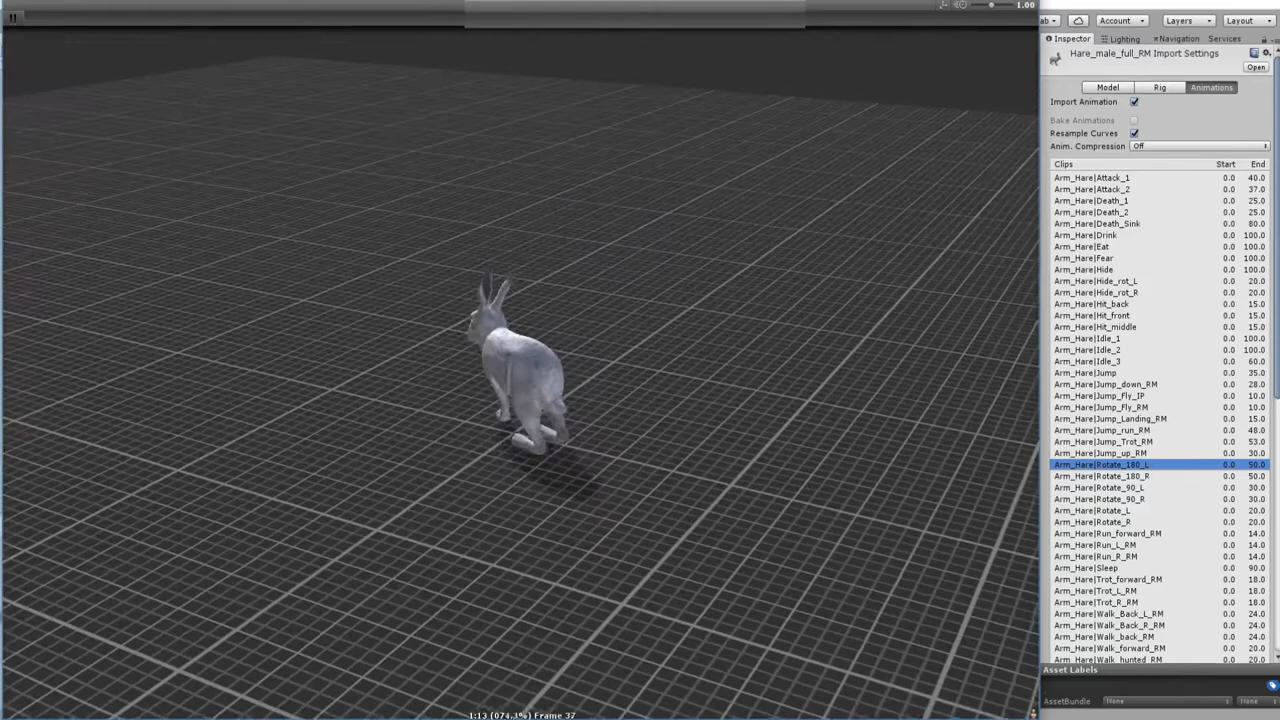 1.00
ab
Account
Layers
Layout
Inspector
Lighting
Navigation
Services
Hare_male_full_RM Import Settings
Open
Model
Rig
Animations
Import Animation
Bake Animations
Resample Curves
Anim. Compression
Off
Clips
Start
End
Arm_Hare|Attack_1 0.0 40.0
Arm_Hare|Attack_2 0.0 37.0
Arm_Hare|Death_1 0.0 25.0
Arm_Hare|Death_2 0.0 25.0
Arm_Hare|Death_Sink 0.0 80.0
Arm_Hare|Drink 0.0 100.0
Arm_Hare|Eat 0.0 100.0
Arm_Hare|Fear 0.0 100.0
Arm_Hare|Hide 0.0 100.0
Arm_Hare|Hide_rot_L 0.0 20.0
Arm_Hare|Hide_rot_R 0.0 20.0
Arm_Hare|Hit_back 0.0 15.0
Arm_Hare|Hit_front 0.0 15.0
Arm_Hare|Hit_middle 0.0 15.0
Arm_Hare|Idle_1 0.0 100.0
Arm_Hare|Idle_2 0.0 100.0
Arm_Hare|Idle_3 0.0 60.0
Arm_Hare|Jump 0.0 35.0
Arm_Hare|Jump_down_RM 0.0 28.0
Arm_Hare|Jump_Fly_IP 0.0 10.0
Arm_Hare|Jump_Fly_RM 0.0 10.0
Arm_Hare|Jump_Landing_RM 0.0 15.0
Arm_Hare|Jump_run_RM 0.0 48.0
Arm_Hare|Jump_Trot_RM 0.0 53.0
Arm_Hare|Jump_up_RM 0.0 30.0
Arm_Hare|Rotate_180_L 0.0 50.0
Arm_Hare|Rotate_180_R 0.0 50.0
Arm_Hare|Rotate_90_L 0.0 30.0
Arm_Hare|Rotate_90_R 0.0 30.0
Arm_Hare|Rotate_L 0.0 20.0
Arm_Hare|Rotate_R 0.0 20.0
Arm_Hare|Run_forward_RM 0.0 14.0
Arm_Hare|Run_L_RM 0.0 14.0
Arm_Hare|Run_R_RM 0.0 14.0
Arm_Hare|Sleep 0.0 90.0
Arm_Hare|Trot_forward_RM 0.0 18.0
Arm_Hare|Trot_L_RM 0.0 18.0
Arm_Hare|Trot_R_RM 0.0 18.0
Arm_Hare|Walk_Back_L_RM 0.0 24.0
Arm_Hare|Walk_Back_R_RM 0.0 24.0
Arm_Hare|Walk_back_RM 0.0 24.0
Arm_Hare|Walk_forward_RM 0.0 24.0
Arm_Hare|Walk_hunted_RM 0.0 20.0
Asset Labels
AssetBundle
None
None
1:13 (074.3%) Frame 37